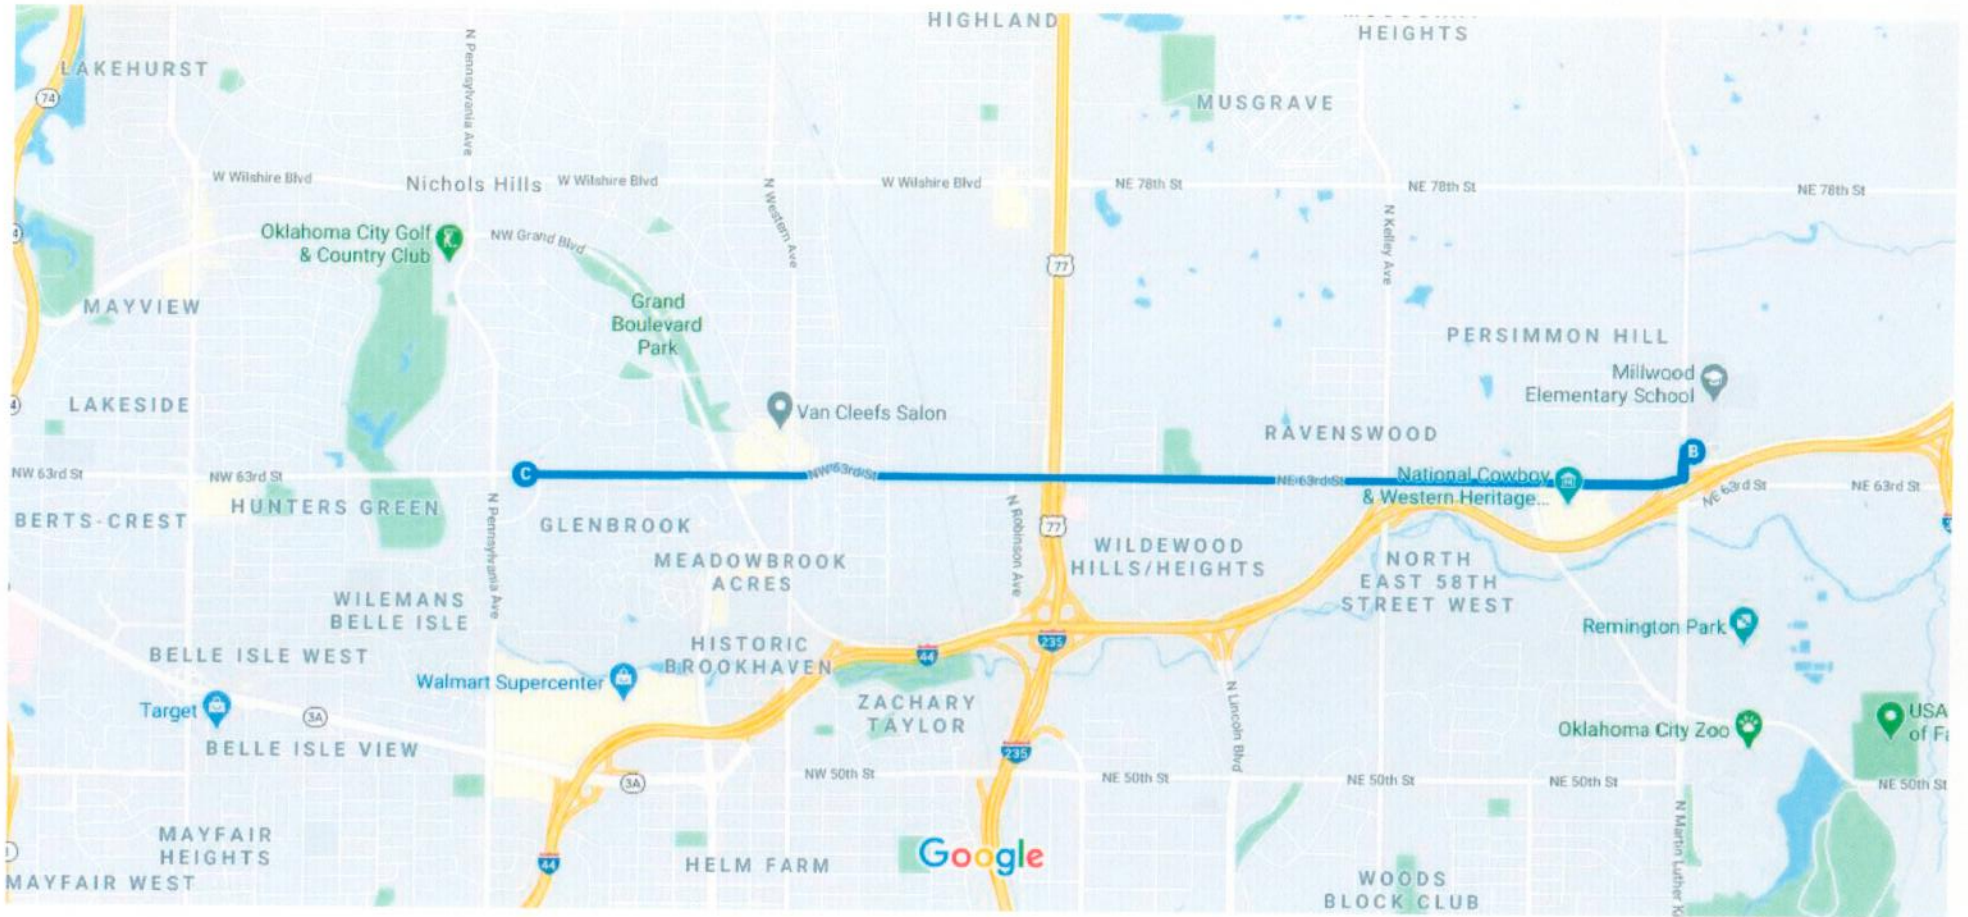 HIGHLAND
HEIGHTS
LAKEHURST
74
N Pennsylvania Ave
MUSGRAVE
W Wilshire Blvd
Nichols Hills
W Wilshire Blvd
W Wilshire Blvd
NE 78th St
NE 78th St
NE 78th St
N Western Ave
N Kelley Ave
Oklahoma City Golf
& Country Club
NW Grand Blvd
77
4
MAYVIEW
Grand
Boulevard
Park
PERSIMMON HILL
Millwood
Elementary School
4
LAKESIDE
Van Cleefs Salon
RAVENSWOOD
B
NW 63rd St
NW 63rd St
C
NW 63rd St
NE 63rd St
National Cowboy
& Western Heritage...
NE 63rd St
NE 63rd St
HUNTERS GREEN
BERTS-CREST
N Pennsylvania Ave
GLENBROOK
N Robinson Ave
77
MEADOWBROOK
ACRES
WILDEWOOD
HILLS/HEIGHTS
NORTH
EAST 58TH
STREET WEST
WILEMANS
BELLE ISLE
Remington Park
HISTORIC
BROOKHAVEN
44
235
BELLE ISLE WEST
Walmart Supercenter
ZACHARY
TAYLOR
N Lincoln Blvd
Target
3A
USA
of Fa
Oklahoma City Zoo
BELLE ISLE VIEW
235
NW 50th St
3A
NE 50th St
NE 50th St
NE 50th St
NE 50th St
N Martin Luther K
MAYFAIR
HEIGHTS
44
HELM FARM
Google
MAYFAIR WEST
WOODS
BLOCK CLUB